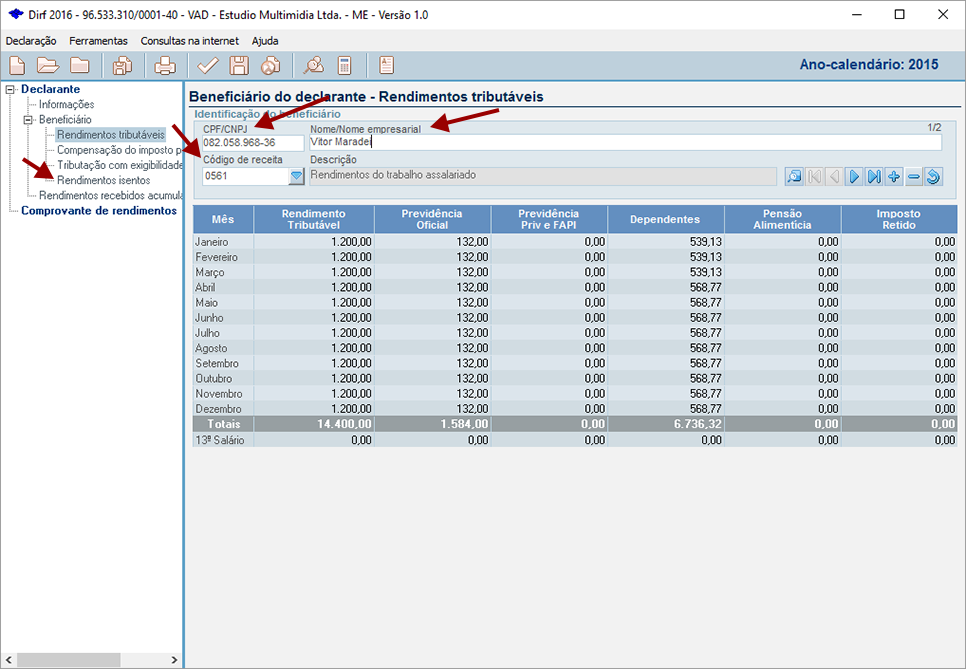 Dirf 2016 - 96.533.310/0001-40 - VAD - Estudio Multimidia Ltda. - ME - Versão 1.0
Declaração Ferramentas Consultas na internet Ajuda
Ano-calendário: 2015
Declarante
Informações
Beneficiário
Rendimentos tributáveis
Compensação do imposto p
Tributação com exigibilidade
Rendimentos isentos
Rendimentos recebidos acumula
Comprovante de rendimentos
Beneficiário do declarante - Rendimentos tributáveis
Identificação do beneficiário
CPF/CNPJ Nome/Nome empresarial 1/2
082.058.968-36 Vitor Maradei
Código de receita Descrição
0561 Rendimentos do trabalho assalariado
Mês Rendimento Tributável Previdência Oficial Previdência Priv e FAPI Dependentes Pensão Alimentícia Imposto Retido
Janeiro 1.200,00 132,00 0,00 539,13 0,00 0,00
Fevereiro 1.200,00 132,00 0,00 539,13 0,00 0,00
Março 1.200,00 132,00 0,00 539,13 0,00 0,00
Abril 1.200,00 132,00 0,00 568,77 0,00 0,00
Maio 1.200,00 132,00 0,00 568,77 0,00 0,00
Junho 1.200,00 132,00 0,00 568,77 0,00 0,00
Julho 1.200,00 132,00 0,00 568,77 0,00 0,00
Agosto 1.200,00 132,00 0,00 568,77 0,00 0,00
Setembro 1.200,00 132,00 0,00 568,77 0,00 0,00
Outubro 1.200,00 132,00 0,00 568,77 0,00 0,00
Novembro 1.200,00 132,00 0,00 568,77 0,00 0,00
Dezembro 1.200,00 132,00 0,00 568,77 0,00 0,00
Totais 14.400,00 1.584,00 0,00 6.736,32 0,00 0,00
13º Salário 0,00 0,00 0,00 0,00 0,00 0,00